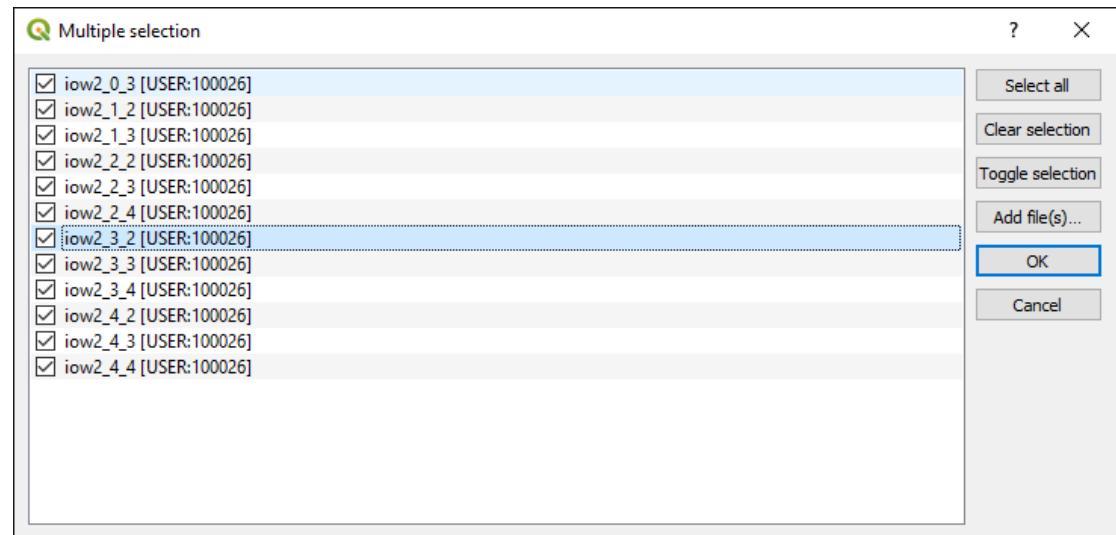 Multiple selection
?
iow2_0_3 [USER:100026]
iow2_1_2 [USER:100026]
iow2_1_3 [USER:100026]
iow2_2_2 [USER:100026]
iow2_2_3 [USER:100026]
iow2_2_4 [USER:100026]
iow2_3_2 [USER:100026]
iow2_3_3 [USER:100026]
iow2_3_4 [USER:100026]
iow2_4_2 [USER:100026]
iow2_4_3 [USER:100026]
iow2_4_4 [USER:100026]
Select all
Clear selection
Toggle selection
Add file(s)...
OK
Cancel